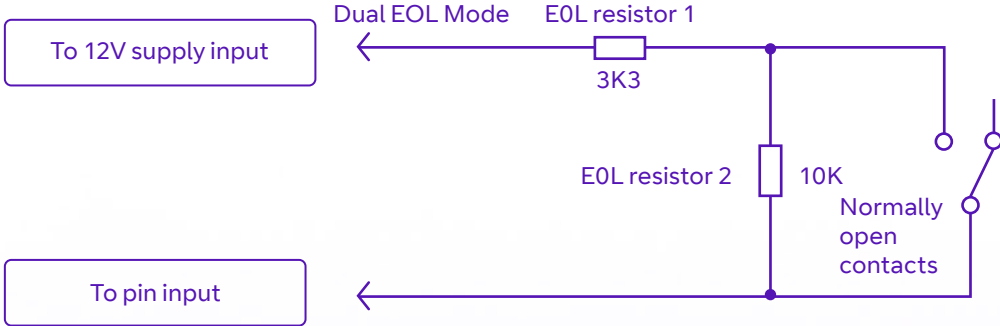 Dual EOL Mode
E0L resistor 1
To 12V supply input
3K3
E0L resistor 2
10K
Normally
open
contacts
To pin input